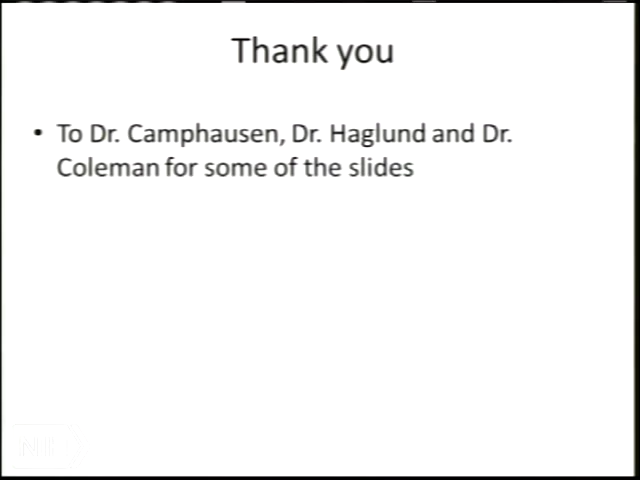 Thank you
• To Dr. Camphausen, Dr. Haglund and Dr.
Coleman for some of the slides